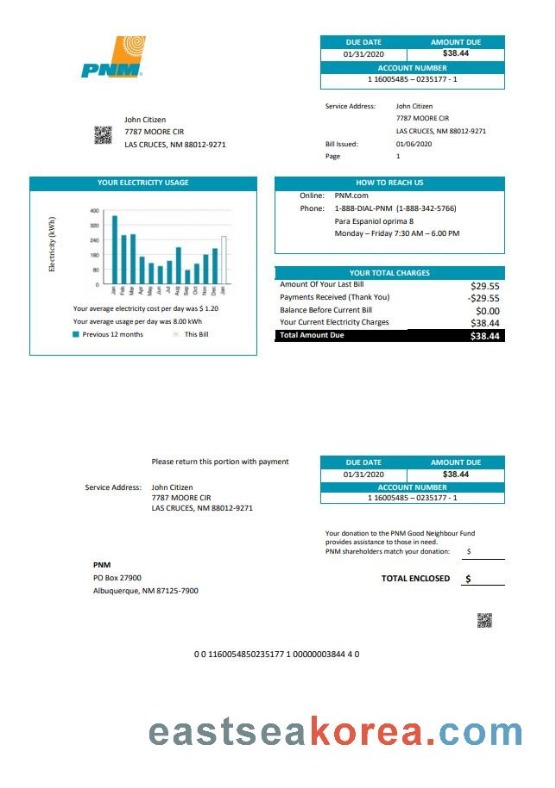 PNM
DUE DATE AMOUNT DUE
01/31/2020 $38.44
ACCOUNT NUMBER
1 16005485 – 0235177 - 1
Service Address: John Citizen
7787 MOORE CIR
LAS CRUCES, NM 88012-9271
Bill Issued: 01/06/2020
Page 1
John Citizen
7787 MOORE CIR
LAS CRUCES, NM 88012-9271
YOUR ELECTRICITY USAGE
Electricity (kWh)
400
300
240
180
80
0
Jan Feb Mar Apr May Jun Jul Aug Sep Oct Nov Dec Jan
Your average electricity cost per day was $ 1.20
Your average usage per day was 8.00 kWh
Previous 12 months This Bill
HOW TO REACH US
Online: PNM.com
Phone: 1-888-DIAL-PNM (1-888-342-5766)
Para Espaniol oprima 8
Monday – Friday 7:30 AM – 6.00 PM
YOUR TOTAL CHARGES
Amount Of Your Last Bill $29.55
Payments Received (Thank You) -$29.55
Balance Before Current Bill $0.00
Your Current Electricity Charges $38.44
Total Amount Due $38.44
Please return this portion with payment
DUE DATE AMOUNT DUE
01/31/2020 $38.44
ACCOUNT NUMBER
1 16005485 – 0235177 - 1
Service Address: John Citizen
7787 MOORE CIR
LAS CRUCES, NM 88012-9271
Your donation to the PNM Good Neighbour Fund
provides assistance to those in need.
PNM shareholders match your donation: $
PNM
PO Box 27900
Albuquerque, NM 87125-7900
TOTAL ENCLOSED $
0 0 1160054850235177 1 00000003844 4 0
eastseakorea.com